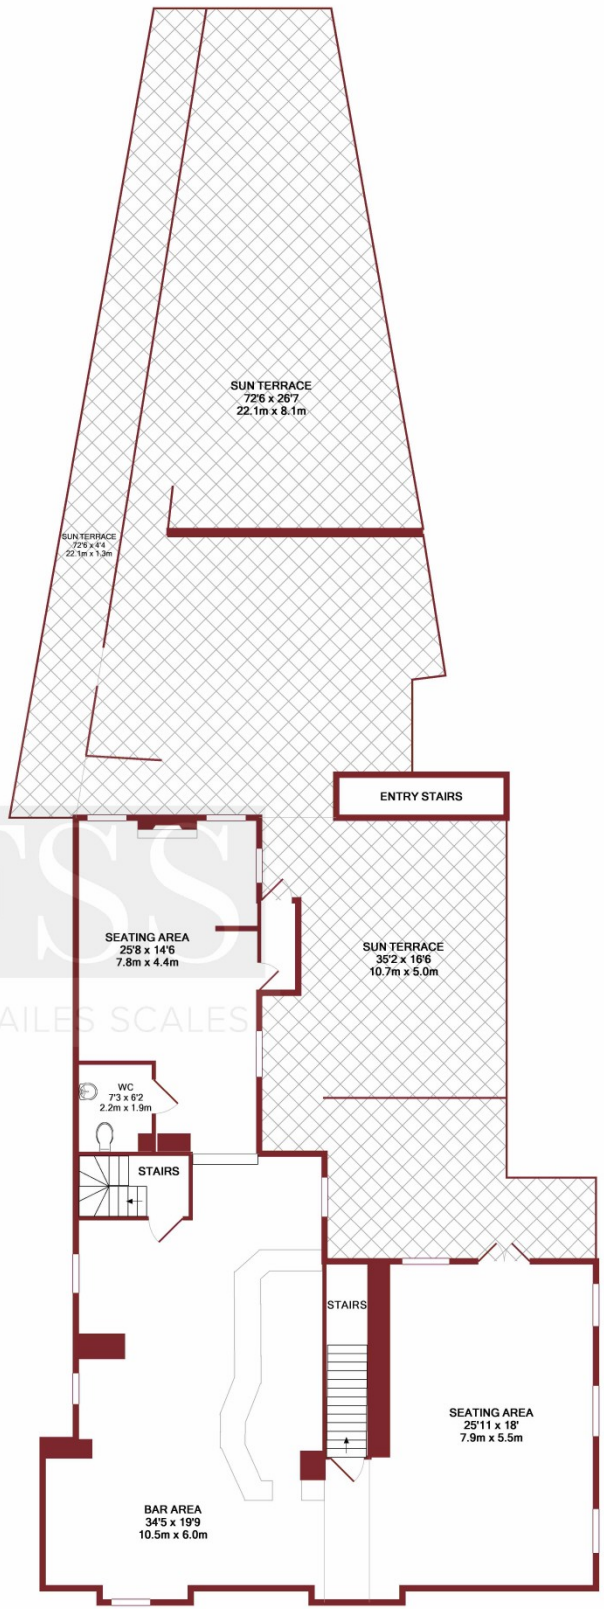 SUN TERRACE
72'6 x 26'7
22.1m x 8.1m
SUN TERRACE
72'6 x 4'4
22.1m x 1.3m
ENTRY STAIRS
SEATING AREA
25'8 x 14'6
7.8m x 4.4m
SUN TERRACE
35'2 x 16'6
10.7m x 5.0m
TSS
AILES SCALES
WC
7'3 x 6'2
2.2m x 1.9m
STAIRS
STAIRS
SEATING AREA
25'11 x 18'
7.9m x 5.5m
BAR AREA
34'5 x 19'9
10.5m x 6.0m